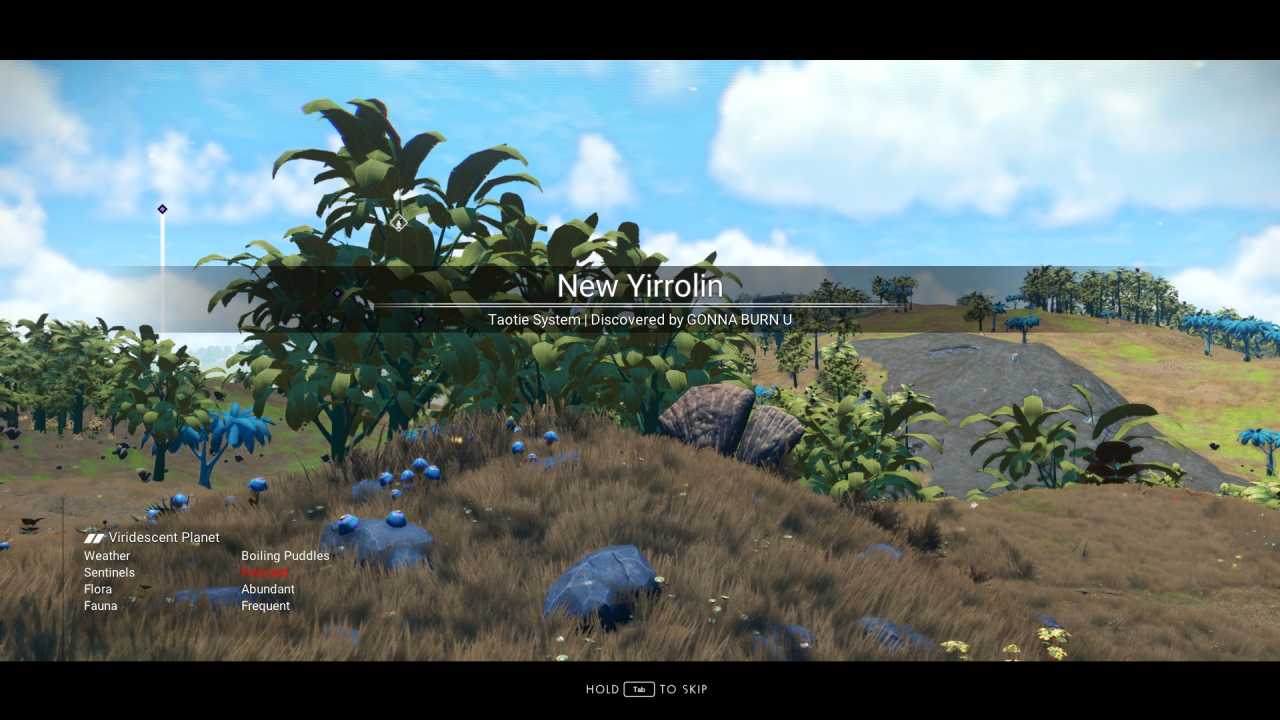 New Yirrolin
Taotie System | Discovered by GONNA BURN U
Viridescent Planet
Weather Boiling Puddles
Sentinels
Flora Abundant
Fauna Frequent
HOLD Tab TO SKIP